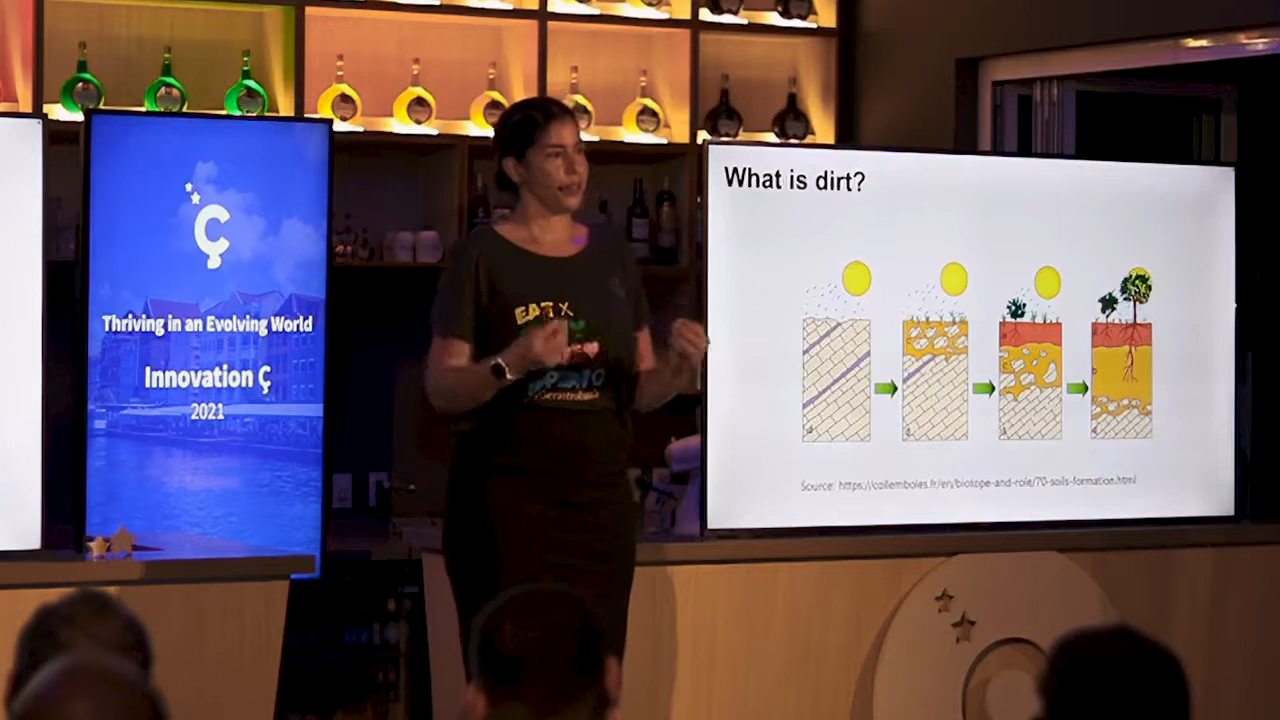 Ç
Thriving in an Evolving World
Innovation Ç
2021
EAT X
What is dirt?
Source: https://collemboles.fr/en/biotope-and-role/70-soils-formation.html